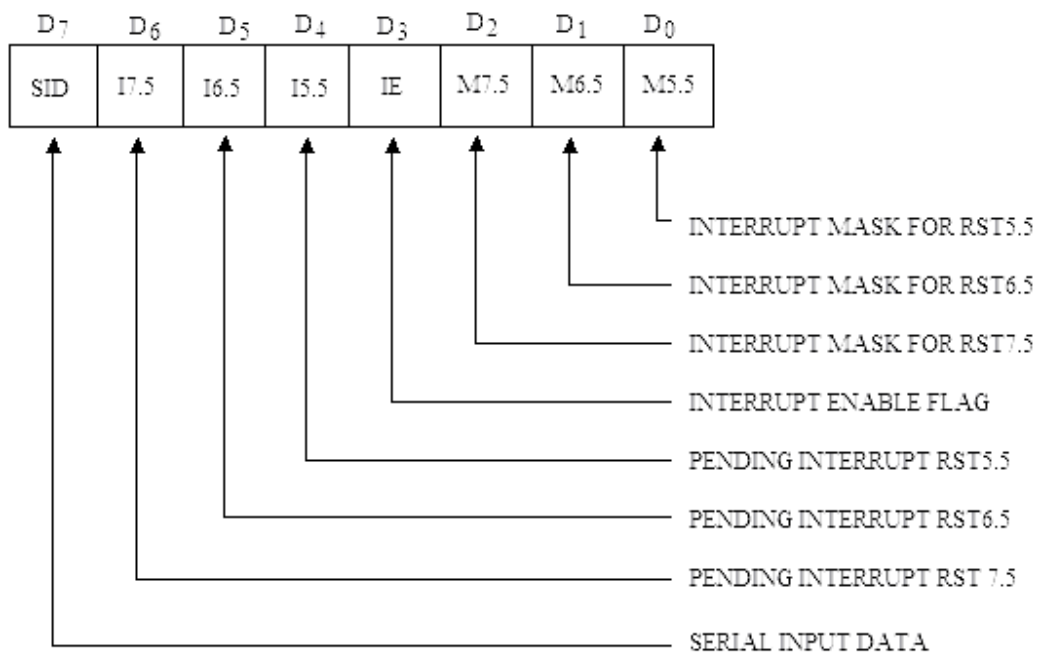 D7 D6 D5 D4 D3 D2 D1 D0
SID I7.5 I6.5 I5.5 IE M7.5 M6.5 M5.5
INTERRUPT MASK FOR RST5.5
INTERRUPT MASK FOR RST6.5
INTERRUPT MASK FOR RST7.5
INTERRUPT ENABLE FLAG
PENDING INTERRUPT RST5.5
PENDING INTERRUPT RST6.5
PENDING INTERRUPT RST 7.5
SERIAL INPUT DATA